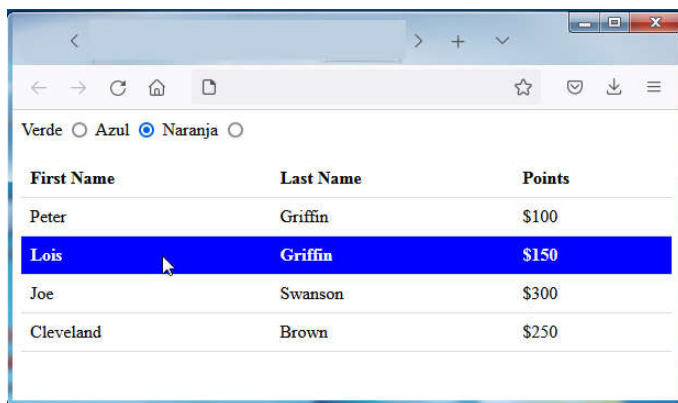 Verde Azul Naranja
First Name Last Name Points
Peter Griffin $100
Lois Griffin $150
Joe Swanson $300
Cleveland Brown $250